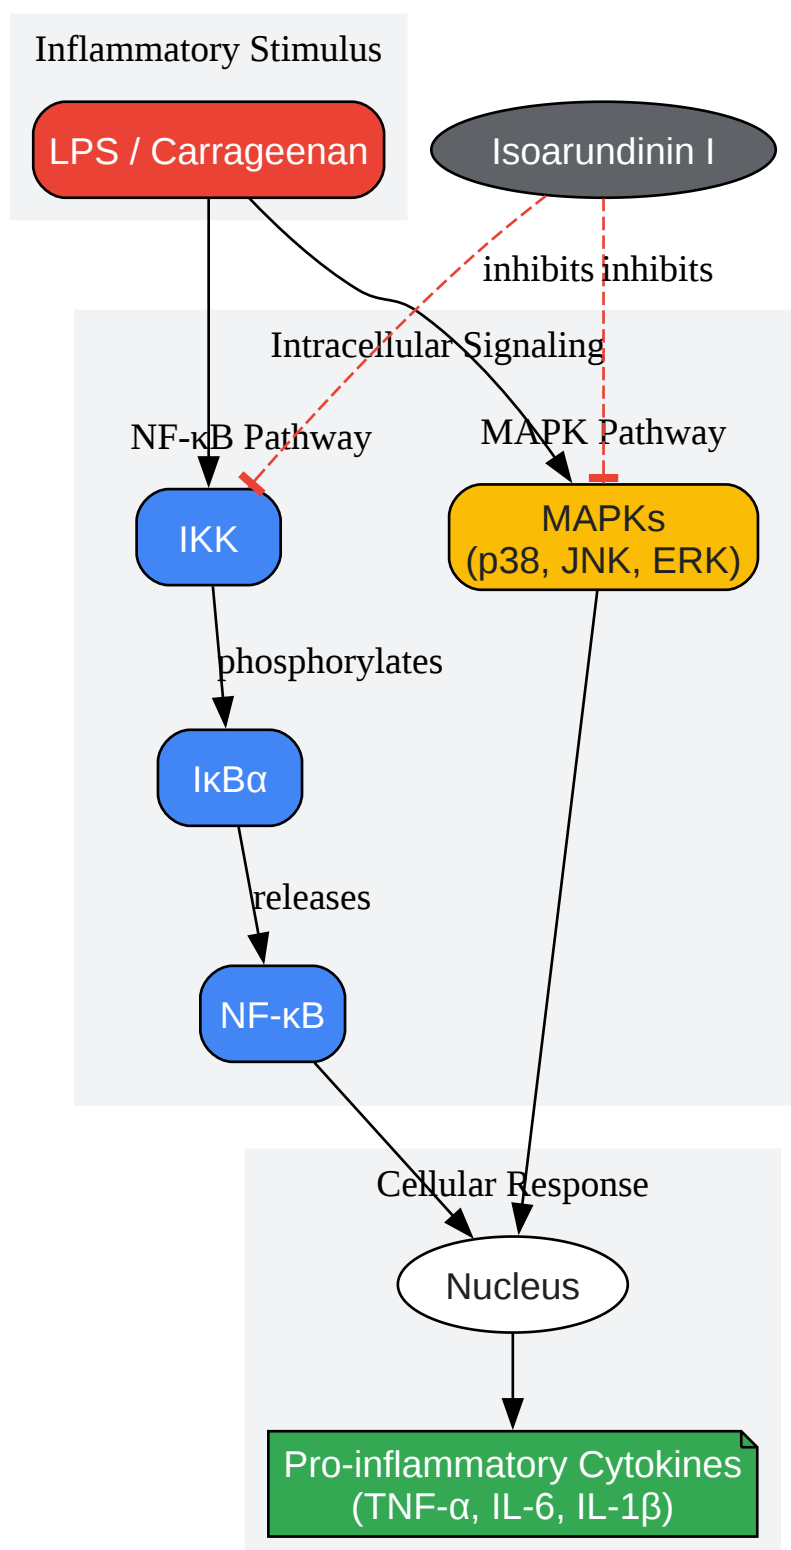 Inflammatory Stimulus
LPS / Carrageenan
Isoarundinin I
inhibits
inhibits
Intracellular Signaling
NF-κB Pathway
MAPK Pathway
IKK
MAPKs
(p38, JNK, ERK)
phosphorylates
IκBα
releases
NF-κB
Cellular Response
Nucleus
Pro-inflammatory Cytokines
(TNF-α, IL-6, IL-1β)